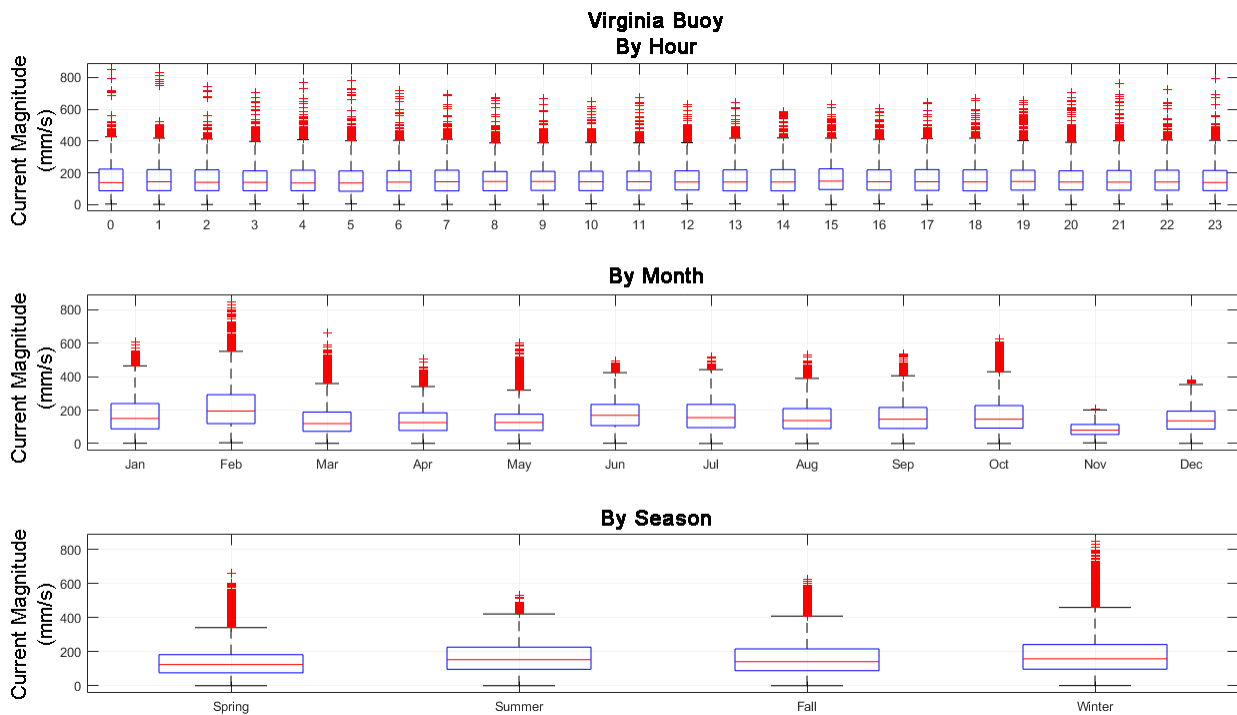 Virginia Buoy
By Hour
Current Magnitude
(mm/s)
800
600
400
200
0
0 1 2 3 4 5 6 7 8 9 10 11 12 13 14 15 16 17 18 19 20 21 22 23
By Month
Current Magnitude
(mm/s)
800
600
400
200
0
Jan Feb Mar Apr May Jun Jul Aug Sep Oct Nov Dec
By Season
Current Magnitude
(mm/s)
800
600
400
200
0
Spring Summer Fall Winter